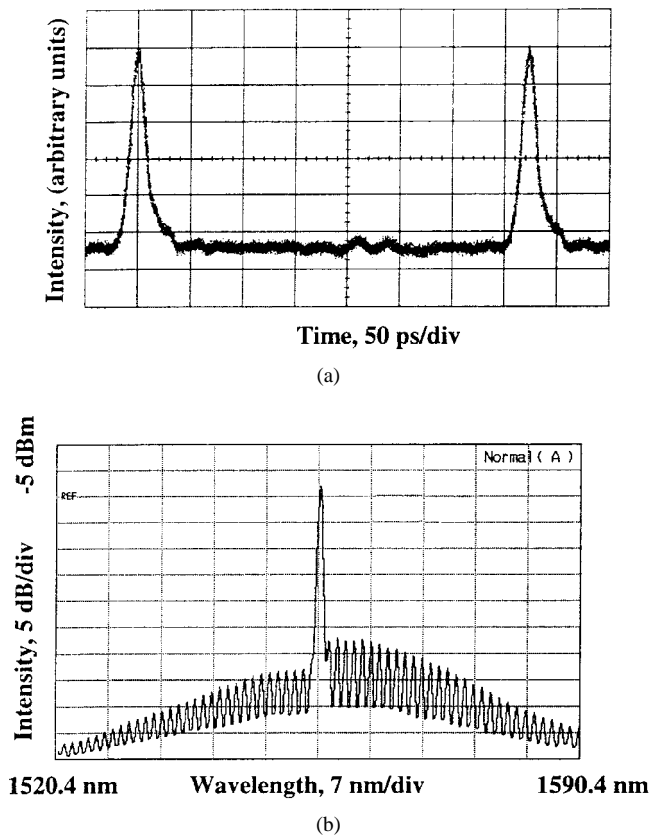 Intensity, (arbitrary units)
Time, 50 ps/div
(a)
Intensity, 5 dB/div -5 dBm
Normal ( A )
REF
1520.4 nm Wavelength, 7 nm/div 1590.4 nm
(b)